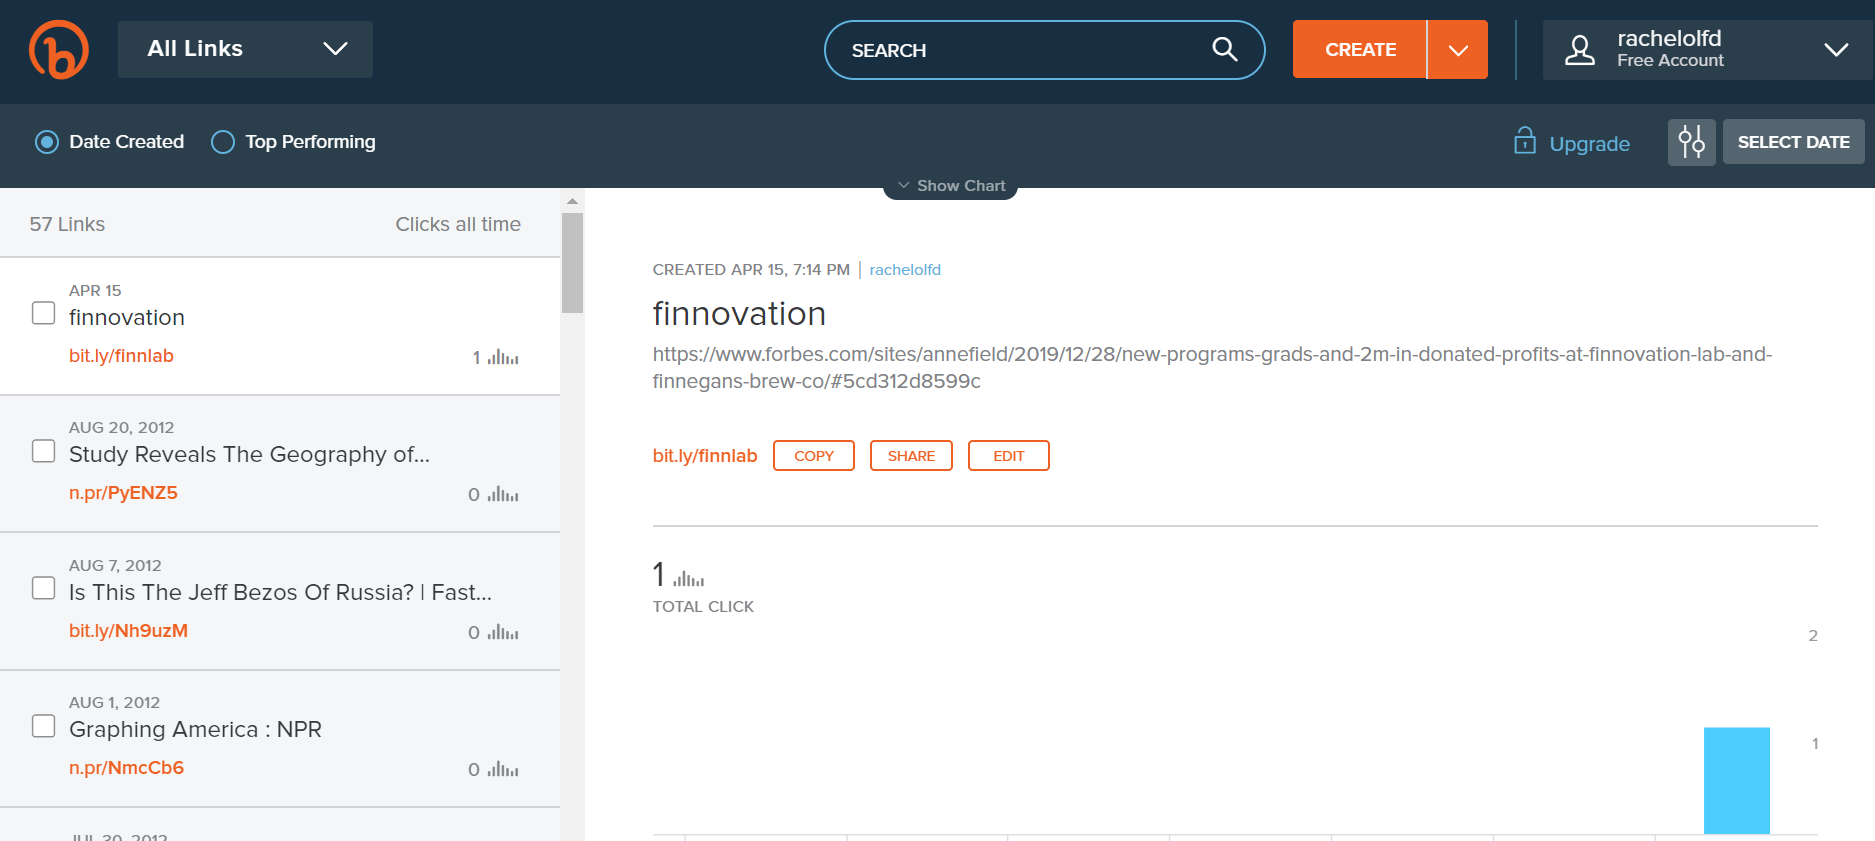 b
All Links
SEARCH
CREATE
rachelolfd
Free Account
Date Created
Top Performing
Upgrade
SELECT DATE
Show Chart
57 Links
Clicks all time
APR 15
finnovation
bit.ly/finnlab
1
AUG 20, 2012
Study Reveals The Geography of...
n.pr/PyENZ5
0
AUG 7, 2012
Is This The Jeff Bezos Of Russia? | Fast...
bit.ly/Nh9uzM
0
AUG 1, 2012
Graphing America : NPR
n.pr/NmcCb6
0
JUL 30, 2012
CREATED APR 15, 7:14 PM | rachelolfd
finnovation
https://www.forbes.com/sites/annefield/2019/12/28/new-programs-grads-and-2m-in-donated-profits-at-finnovation-lab-and-
finnegans-brew-co/#5cd312d8599c
bit.ly/finnlab
COPY
SHARE
EDIT
1
TOTAL CLICK
2
1